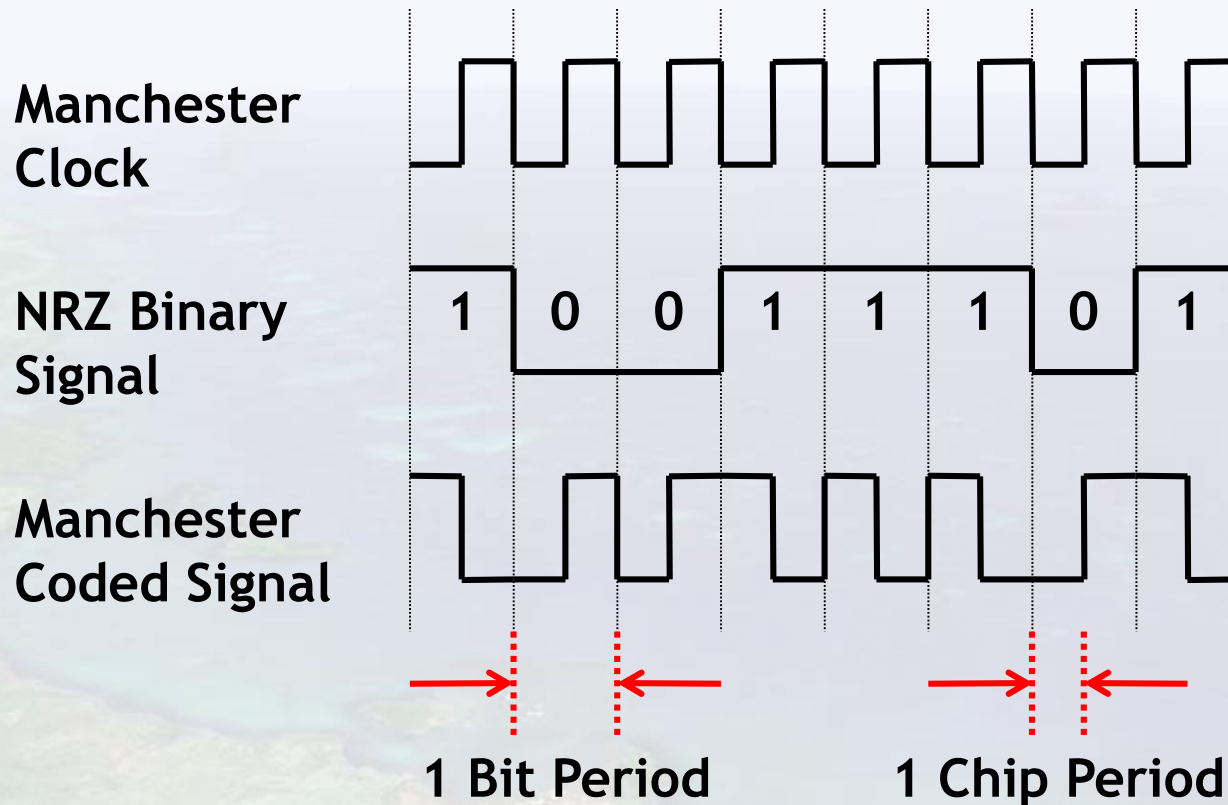 Manchester
Clock
NRZ Binary
Signal
1 0 0 1 1 1 0 1
Manchester
Coded Signal
1 Bit Period
1 Chip Period